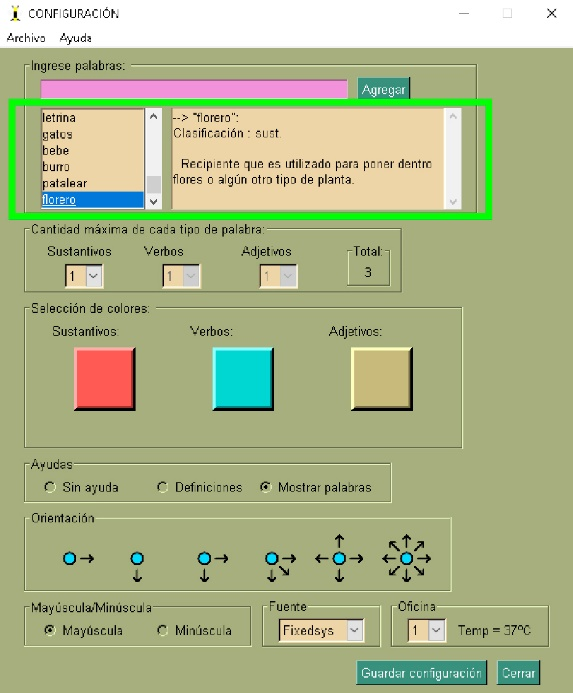 CONFIGURACIÓN
Archivo Ayuda
Ingrese palabras:
Agregar
letrina
gatos
bebe
burro
patalear
florero
--> "florero":
Clasificación : sust.
Recipiente que es utilizado para poner dentro
flores o algún otro tipo de planta.
Cantidad máxima de cada tipo de palabra:
Sustantivos Verbos Adjetivos Total:
1 1 1 3
Selección de colores:
Sustantivos: Verbos: Adjetivos:
Ayudas
Sin ayuda Definiciones Mostrar palabras
Orientación
Mayúscula/Minúscula
Mayúscula Minúscula
Fuente
Fixedsys
Oficina
1 Temp = 37ºC
Guardar configuración Cerrar